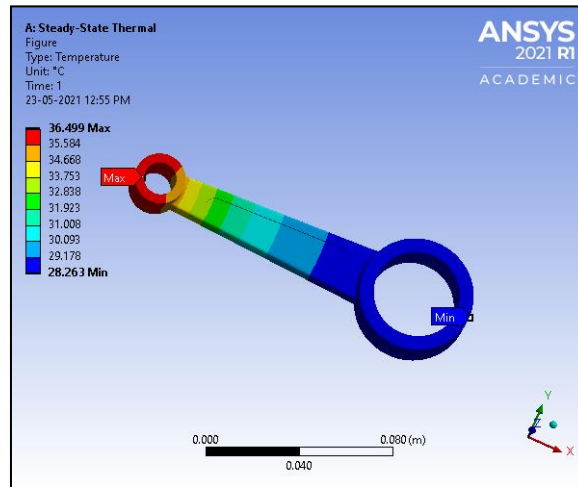 A: Steady-State Thermal
Figure
Type: Temperature
Unit: °C
Time: 1
23-05-2021 12:55 PM
ANSYS
2021 R1
ACADEMIC
36.499 Max
35.584
34.668
33.753
32.838
31.923
31.008
30.093
29.178
28.263 Min
Max
Min
0.000
0.080 (m)
0.040
Y
Z
X